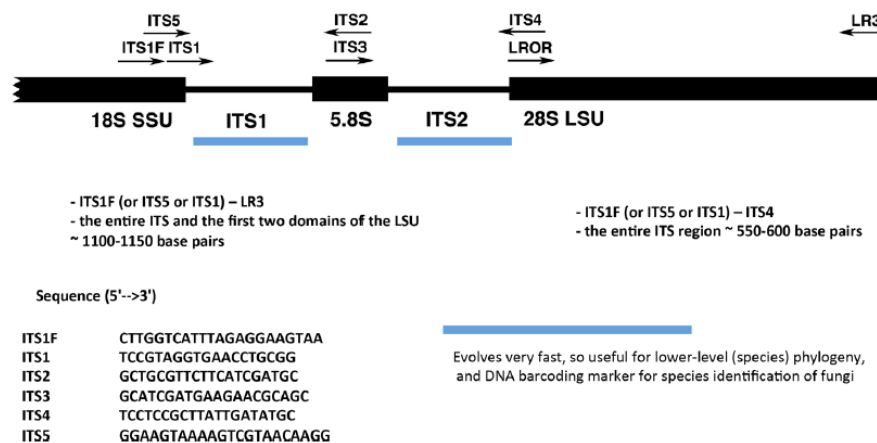 ITS5 ITS2 ITS4 LR3
ITS1F ITS1 ITS3 LROR
18S SSU ITS1 5.8S ITS2 28S LSU
- ITS1F (or ITS5 or ITS1) – LR3
- the entire ITS and the first two domains of the LSU
~ 1100-1150 base pairs
- ITS1F (or ITS5 or ITS1) – ITS4
- the entire ITS region ~ 550-600 base pairs
Sequence (5'-->3')
ITS1F CTTGGTCATTTAGAGGAAGTAA
ITS1 TCCGTAGGTGAACCTGCGG
ITS2 GCTGCGTTCTTCATCGATGC
ITS3 GCATCGATGAAGAACGCAGC
ITS4 TCCTCCGCTTATTGATATGC
ITS5 GGAAGTAAAAGTCGTAACAAGG
Evolves very fast, so useful for lower-level (species) phylogeny,
and DNA barcoding marker for species identification of fungi